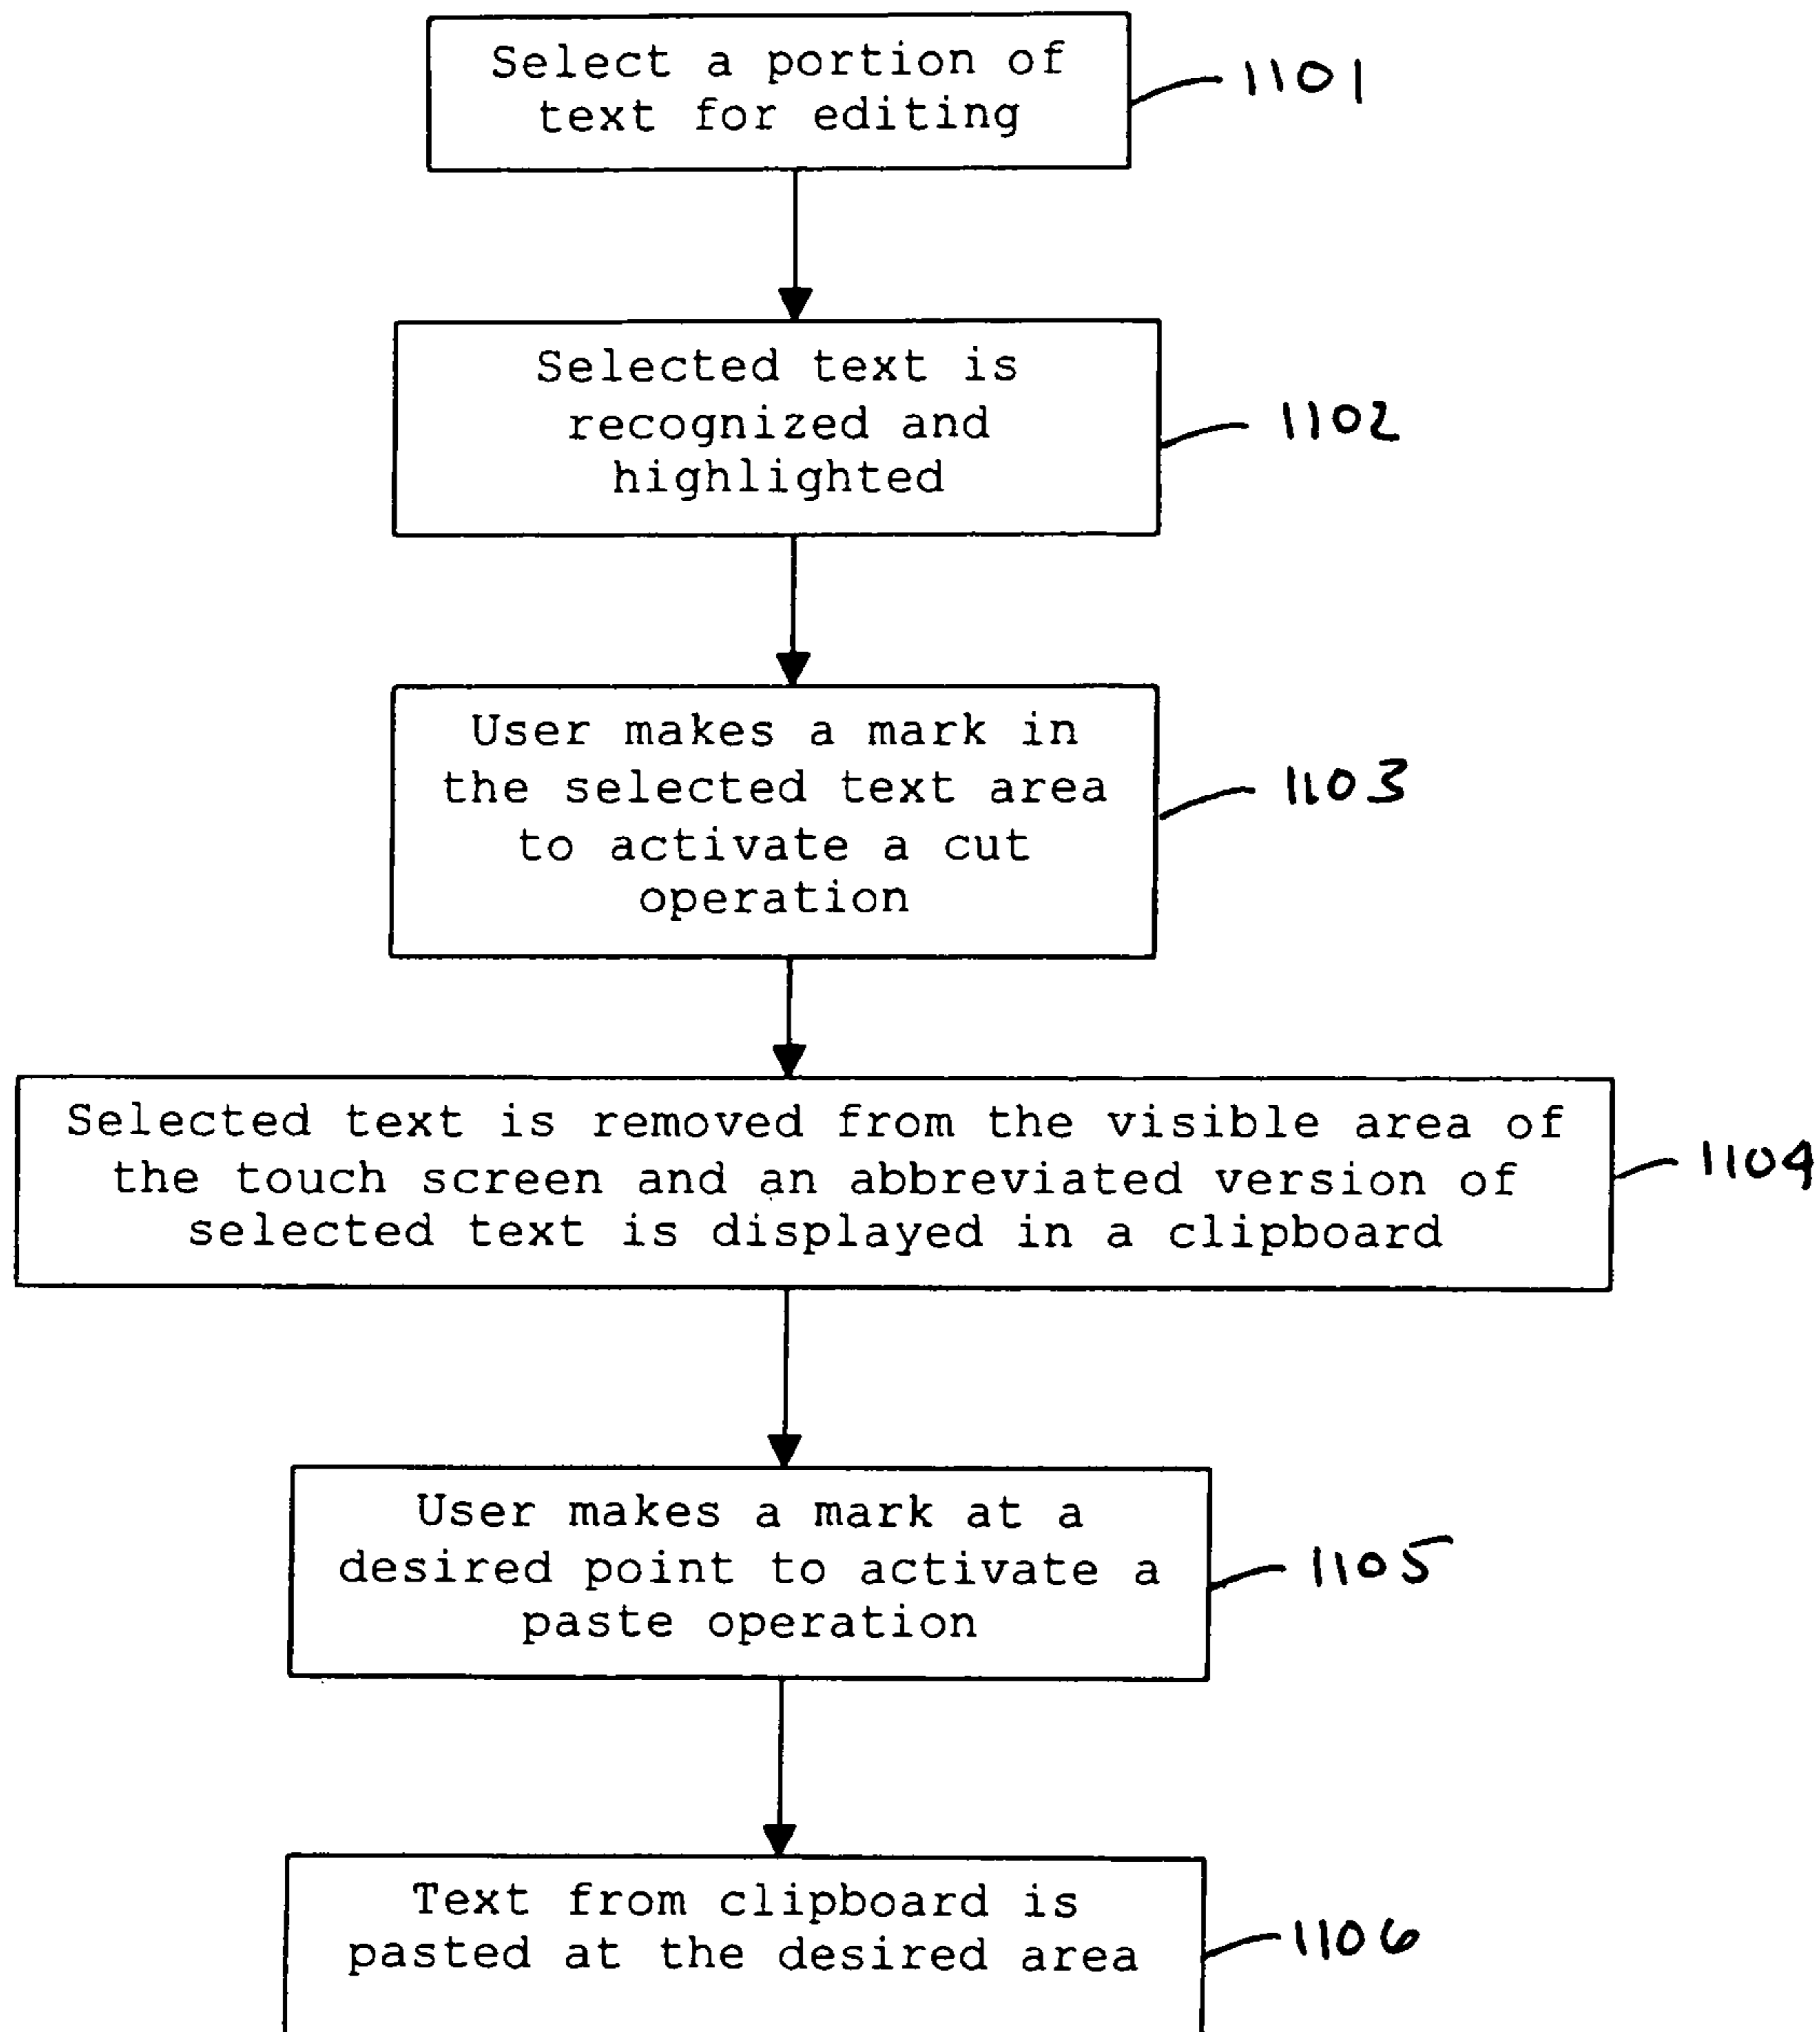 Select a portion of
text for editing
1101
Selected text is
recognized and
highlighted
1102
User makes a mark in
the selected text area
to activate a cut
operation
1103
Selected text is removed from the visible area of
the touch screen and an abbreviated version of
selected text is displayed in a clipboard
1104
User makes a mark at a
desired point to activate a
paste operation
1105
Text from clipboard is
pasted at the desired area
1106